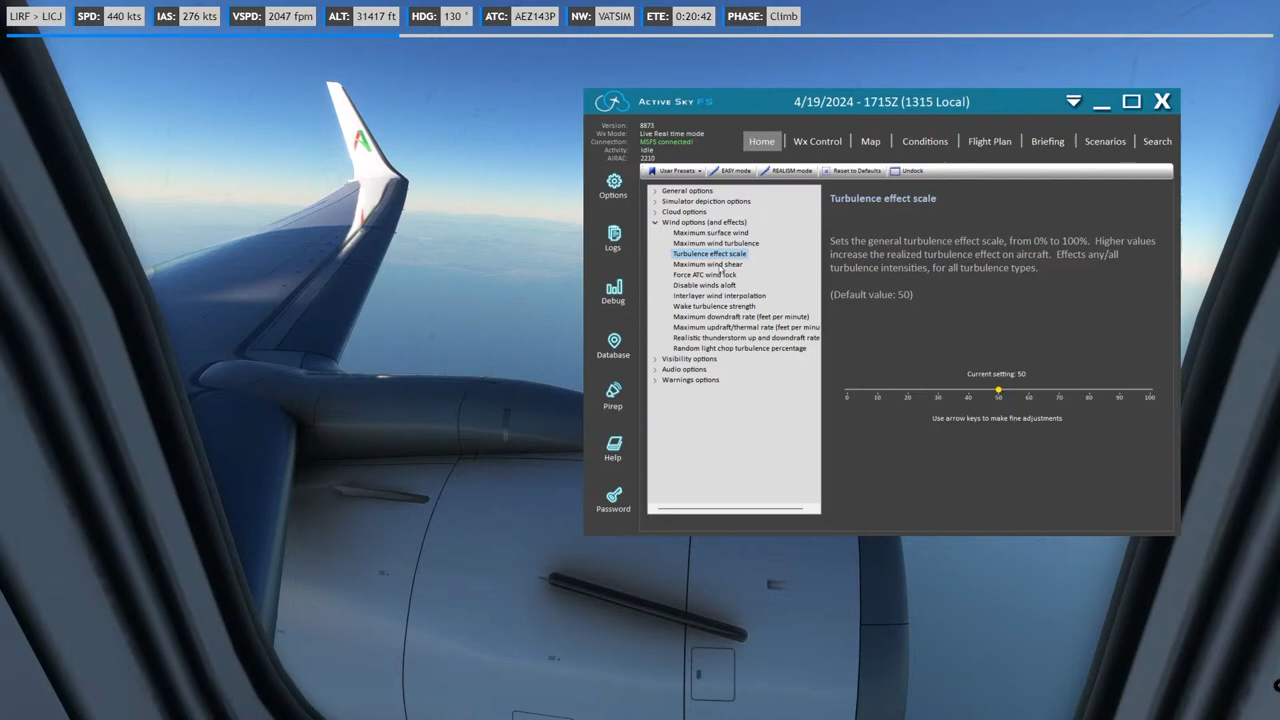 LIRF > LICJ SPD: 440 kts IAS: 276 kts VSPD: 2047 fpm ALT: 31417 ft HDG: 130 ° ATC: AEZ143P NW: VATSIM ETE: 0:20:42 PHASE: Climb
ACTIVE SKY FS 4/19/2024 - 1715Z (1315 Local) X
Version: 8873
Wx Mode: Live Real time mode
Connection: MSFS connected!
Activity: Idle
AIRAC: 2210
Home Wx Control Map Conditions Flight Plan Briefing Scenarios Search
User Presets EASY mode REALISM mode Reset to Defaults Undock
Options
Logs
Debug
Database
Pirep
Help
Password
General options
Simulator depiction options
Cloud options
Wind options (and effects)
Maximum surface wind
Maximum wind turbulence
Turbulence effect scale
Maximum wind shear
Force ATC wind lock
Disable winds aloft
Interlayer wind interpolation
Wake turbulence strength
Maximum downdraft rate (feet per minute)
Maximum updraft/thermal rate (feet per minu
Realistic thunderstorm up and downdraft rate
Random light chop turbulence percentage
Visibility options
Audio options
Warnings options
Turbulence effect scale
Sets the general turbulence effect scale, from 0% to 100%. Higher values
increase the realized turbulence effect on aircraft. Effects any/all
turbulence intensities, for all turbulence types.
(Default value: 50)
Current setting: 50
0 10 20 30 40 50 60 70 80 90 100
Use arrow keys to make fine adjustments